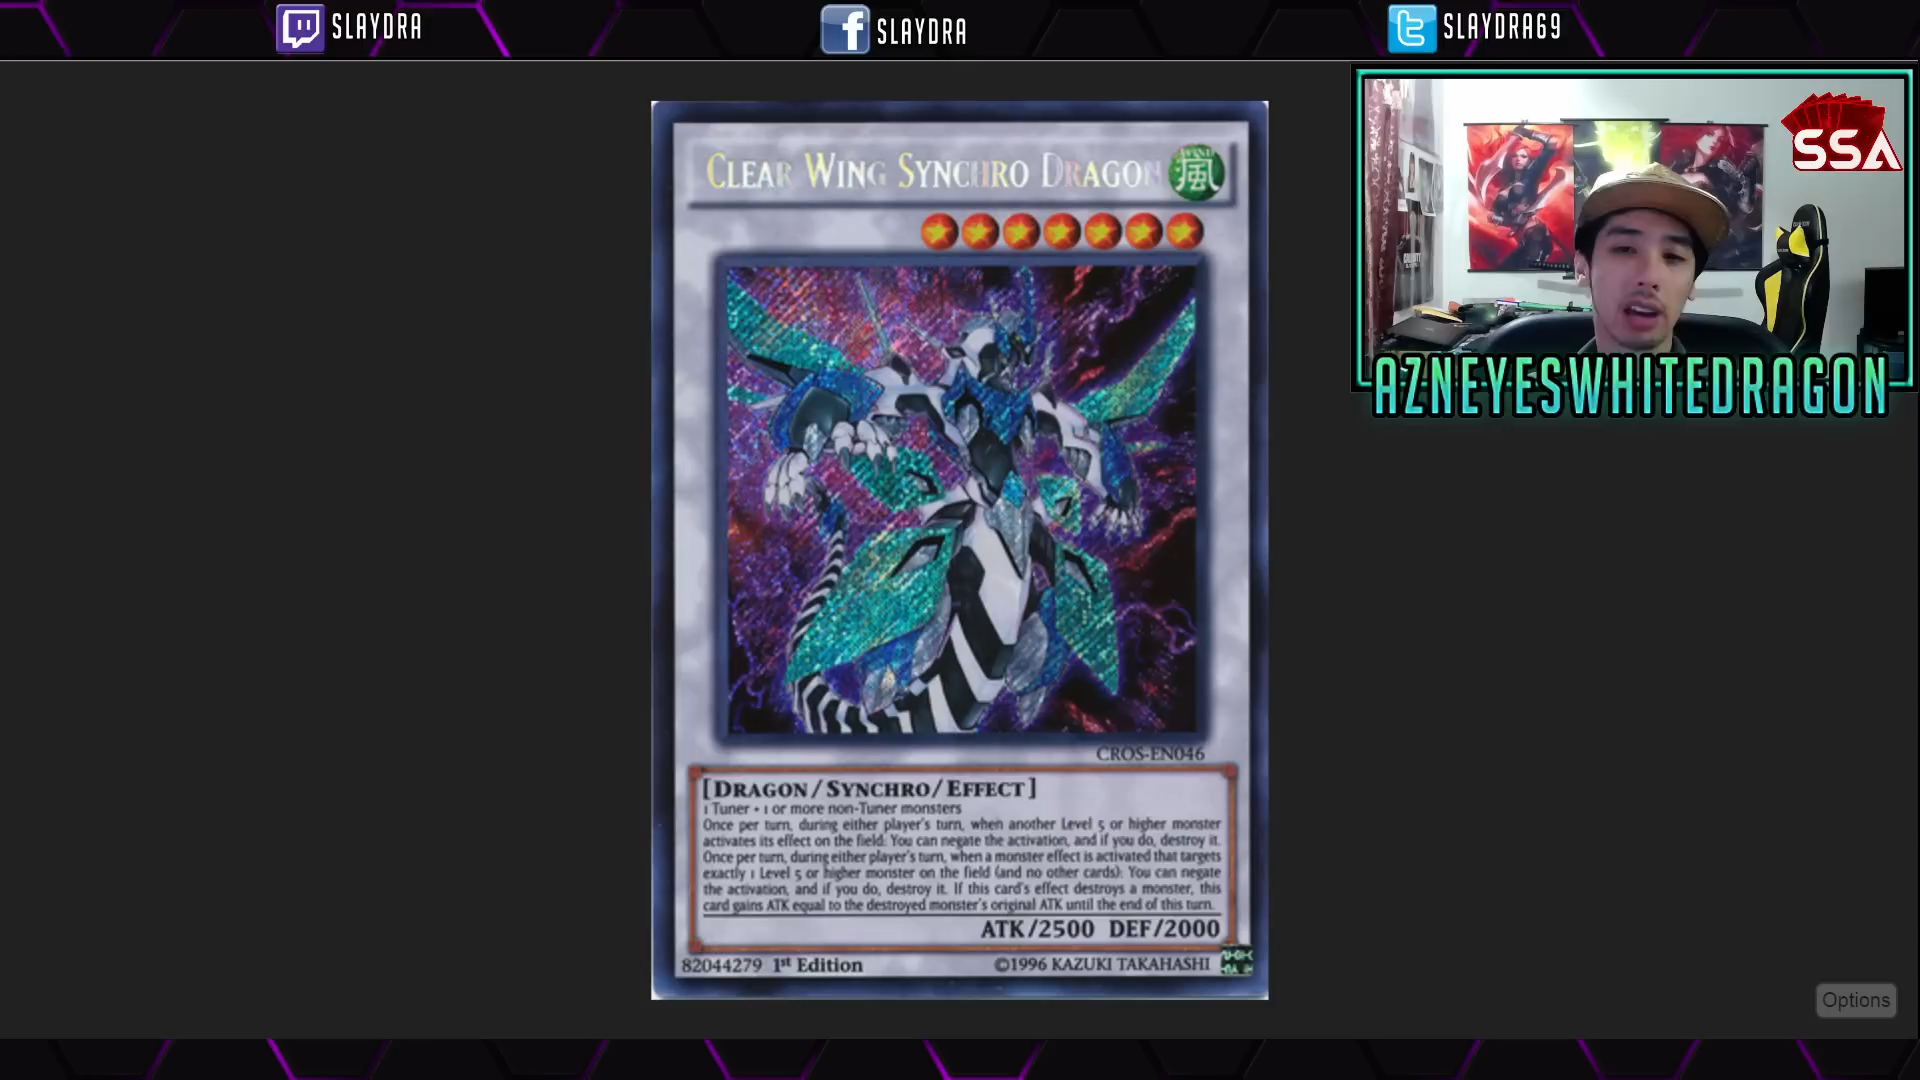 SLAYDRA
SLAYDRA
SLAYDRA69
SSA
AZNEYESWHITEDRAGON
CLEAR WING SYNCHRO DRAGON
WIND
風
CROS-EN046
[DRAGON/SYNCHRO/EFFECT]
1 Tuner + 1 or more non-Tuner monsters
Once per turn, during either player's turn, when another Level 5 or higher monster
activates its effect on the field: You can negate the activation, and if you do, destroy it.
Once per turn, during either player's turn, when a monster effect is activated that targets
exactly 1 Level 5 or higher monster on the field (and no other cards): You can negate
the activation, and if you do, destroy it. If this card's effect destroys a monster, this
card gains ATK equal to the destroyed monster's original ATK until the end of this turn.
ATK/2500 DEF/2000
82044279 1st Edition
©1996 KAZUKI TAKAHASHI
Options